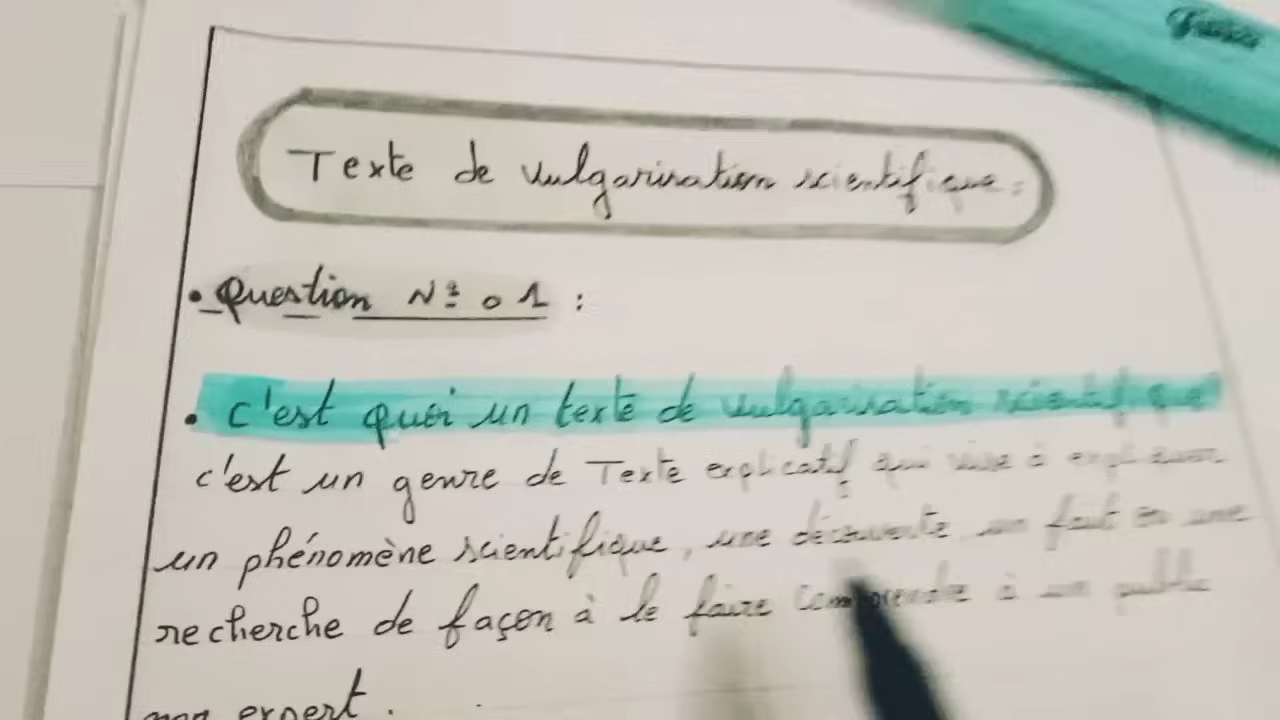 Texte de vulgarisation scientifique :
• Question N° 01 :
• c'est quoi un texte de vulgarisation scientifique
c'est un genre de Texte explicatif qui vise à expliquer
un phénomène scientifique, une découverte, un fait ou une
recherche de façon à le faire comprendre à un public
non expert.